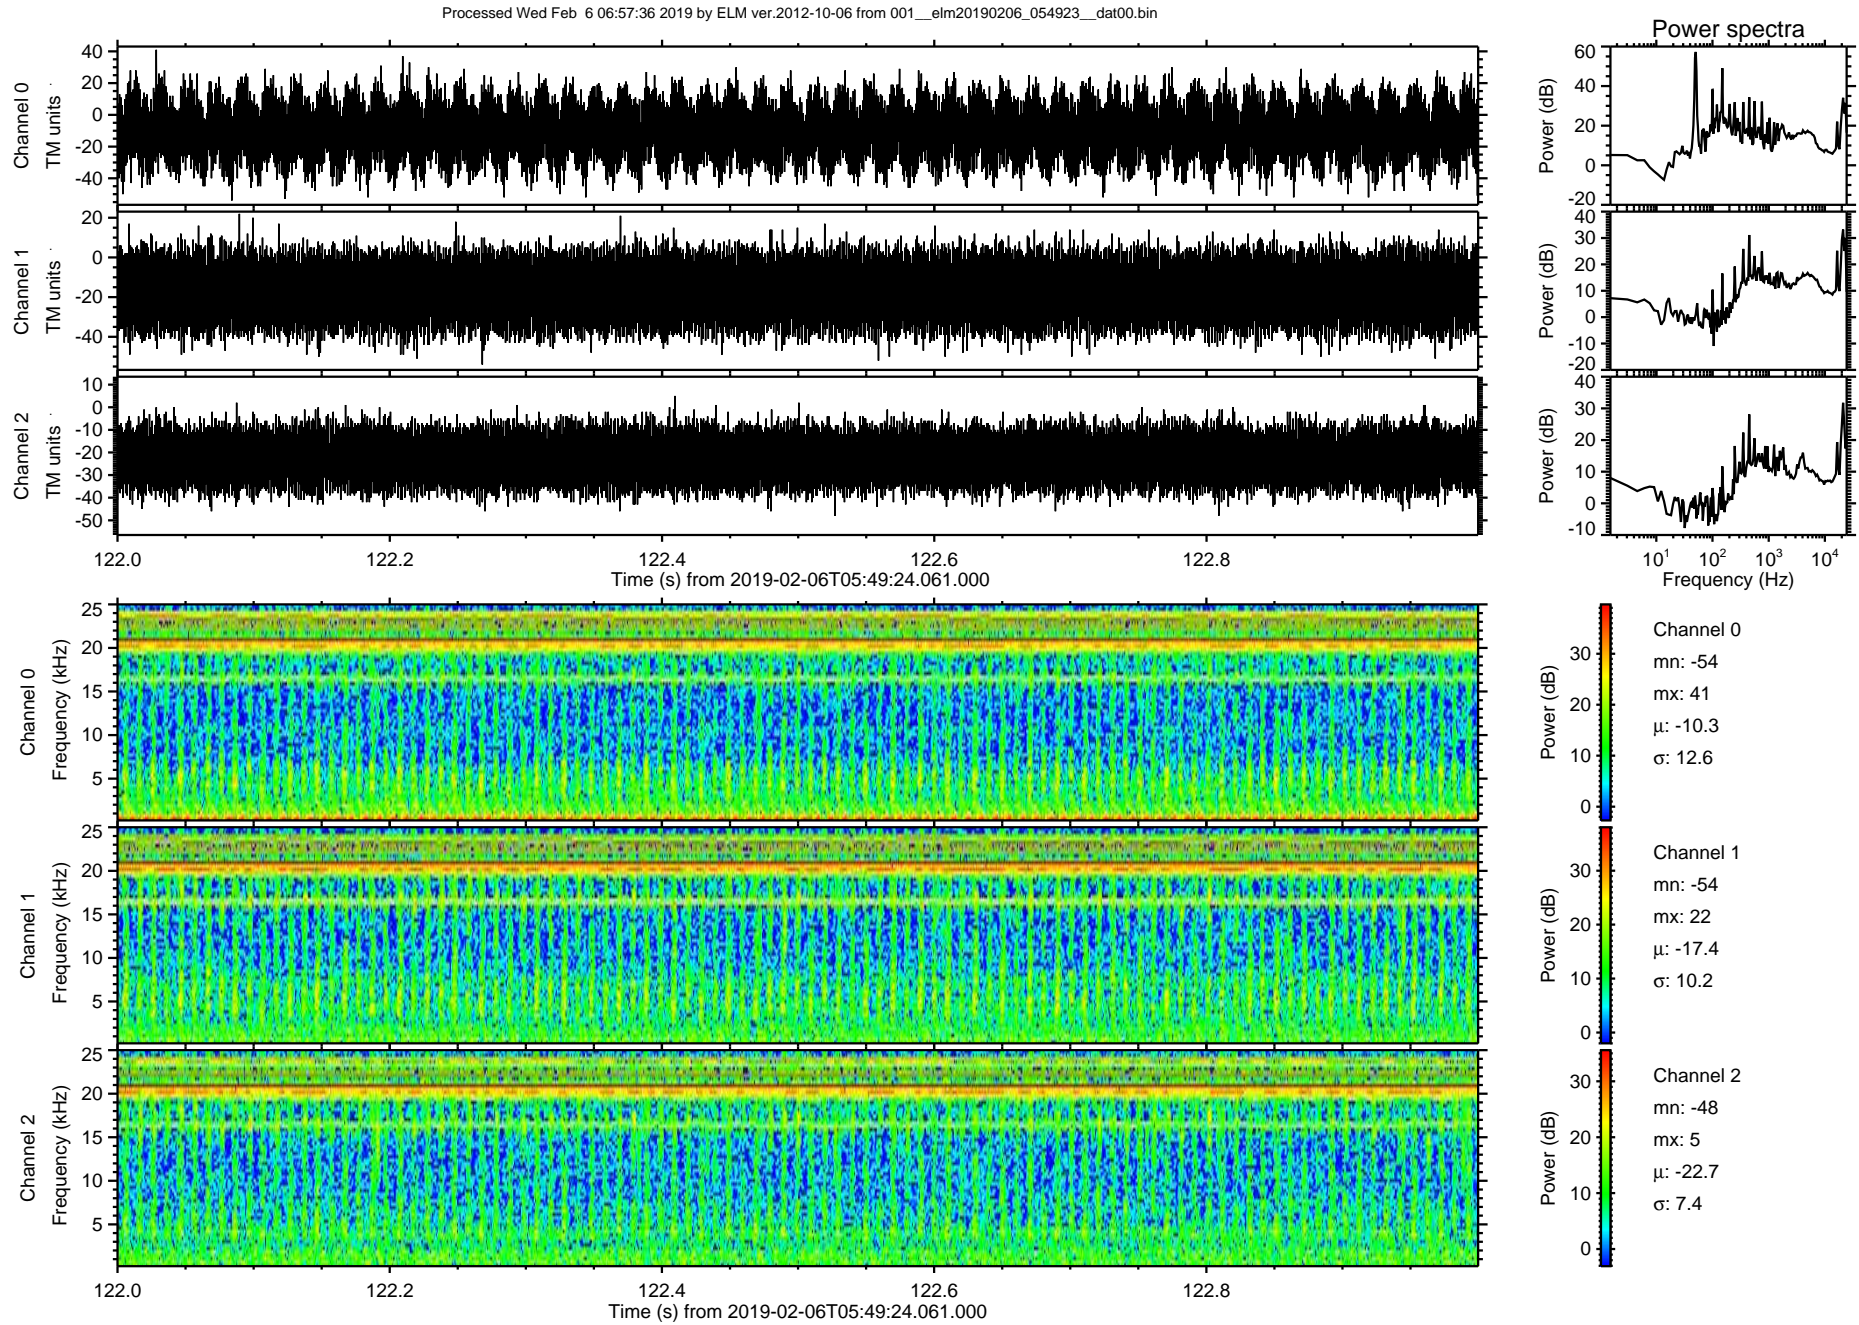 Processed Wed Feb  6 06:57:36 2019 by ELM ver.2012-10-06 from 001__elm20190206_054923__dat00.bin
Power spectra
Channel 0
TM units
40
20
0
-20
-40
Power (dB)
60
40
20
0
-20
Channel 1
TM units
20
0
-20
-40
Power (dB)
40
30
20
10
0
-10
-20
Channel 2
TM units
10
0
-10
-20
-30
-40
-50
Power (dB)
40
30
20
10
0
-10
122.0 122.2 122.4 122.6 122.8
Time (s) from 2019-02-06T05:49:24.061.000
10¹ 10² 10³ 10⁴
Frequency (Hz)
Channel 0
Frequency (kHz)
25
20
15
10
5
Power (dB)
30
20
10
0
Channel 0
mn: -54
mx: 41
μ: -10.3
σ: 12.6
Channel 1
Frequency (kHz)
25
20
15
10
5
Power (dB)
30
20
10
0
Channel 1
mn: -54
mx: 22
μ: -17.4
σ: 10.2
Channel 2
Frequency (kHz)
25
20
15
10
5
Power (dB)
30
20
10
0
Channel 2
mn: -48
mx: 5
μ: -22.7
σ: 7.4
122.0 122.2 122.4 122.6 122.8
Time (s) from 2019-02-06T05:49:24.061.000